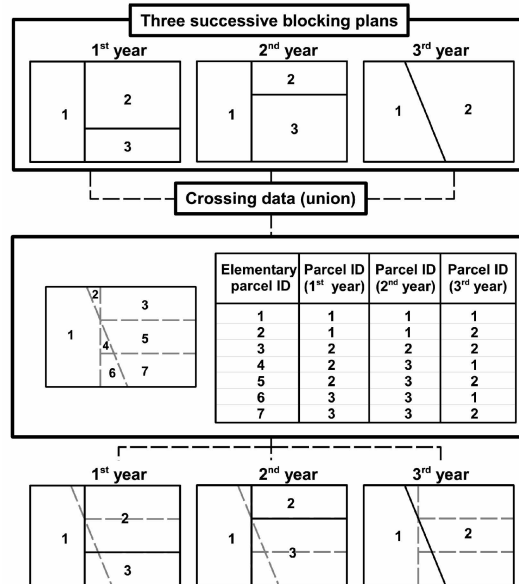 Three successive blocking plans
1st year 2nd year 3rd year
1 2 3
1 2 3
1 2
Crossing data (union)
1 2 3 4 5 6 7
Elementary parcel ID | Parcel ID (1st year) | Parcel ID (2nd year) | Parcel ID (3rd year)
1 1 1 1
2 1 1 2
3 2 2 2
4 2 3 1
5 2 3 2
6 3 3 1
7 3 3 2
1st year 2nd year 3rd year
1 2 3
1 2 3
1 2